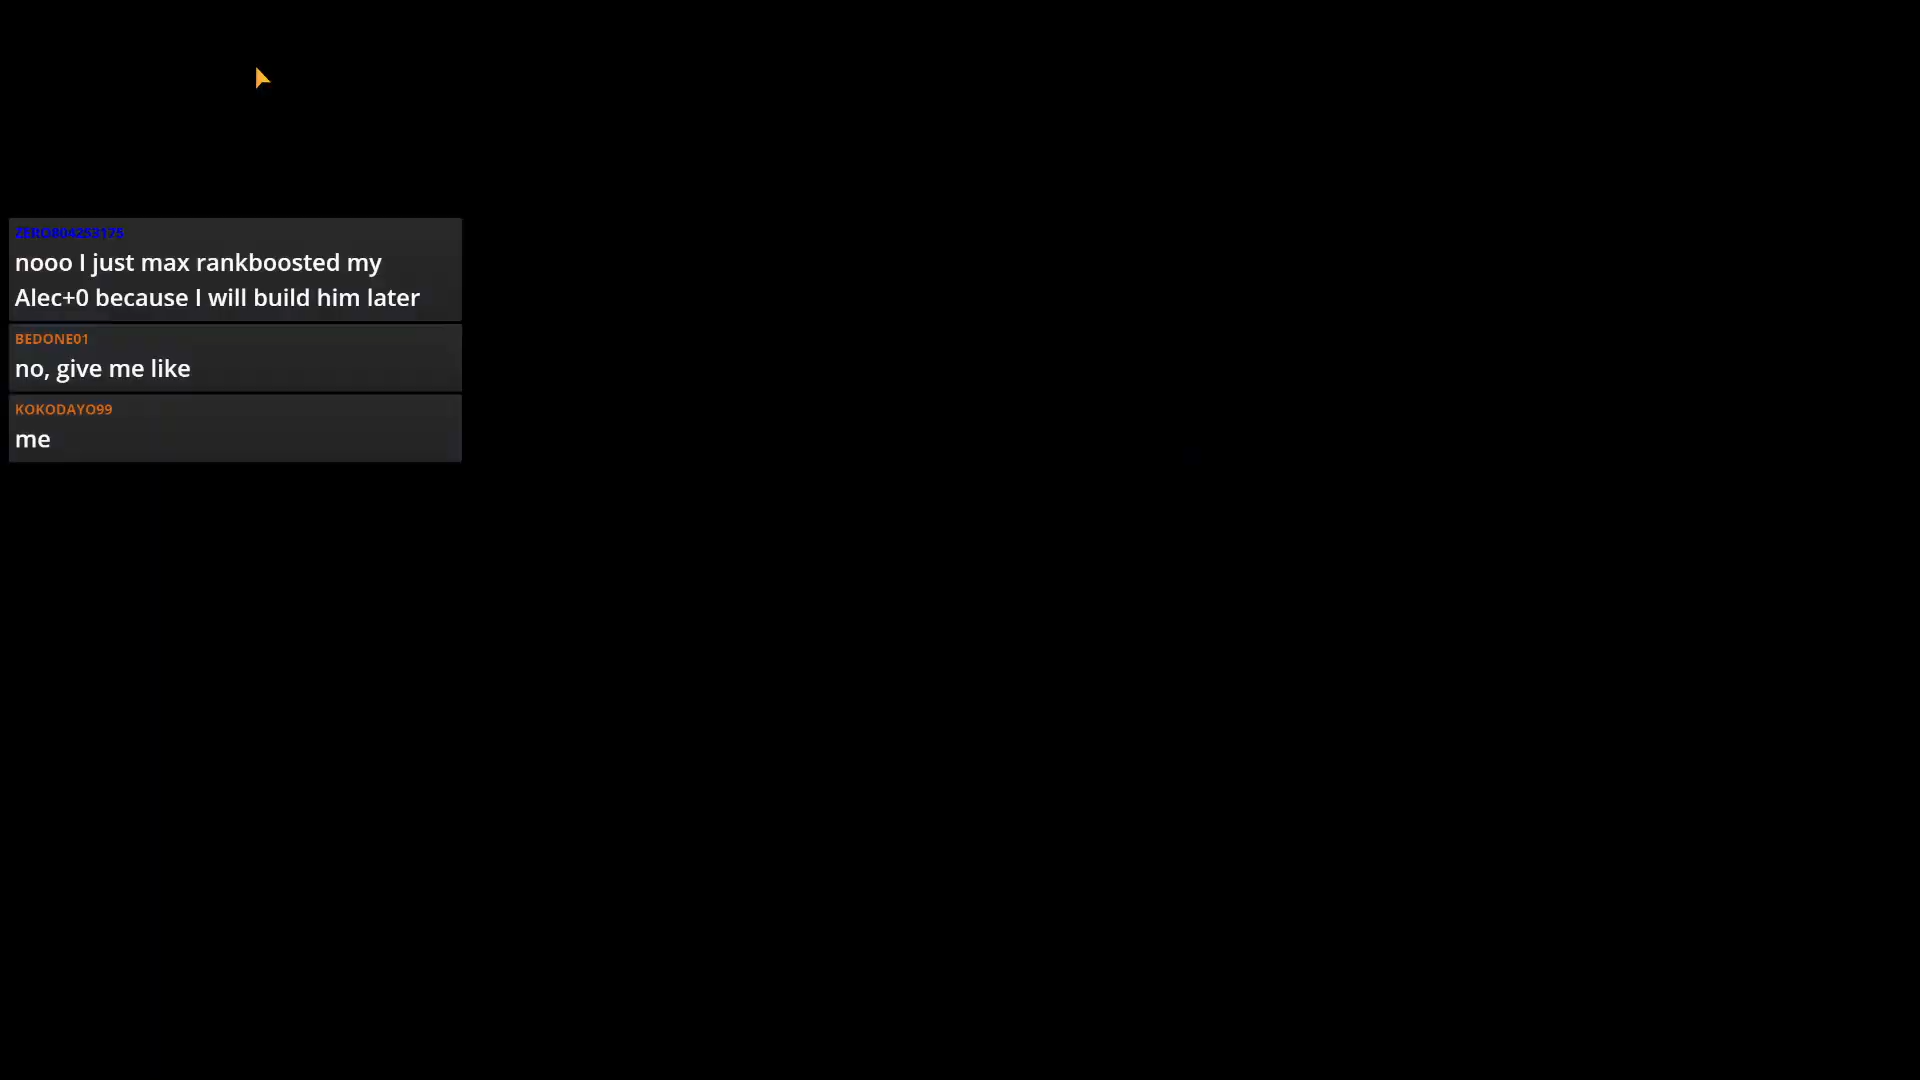 ZERO804253175
nooo I just max rankboosted my
Alec+0 because I will build him later
BEDONE01
no, give me like
KOKODAYO99
me